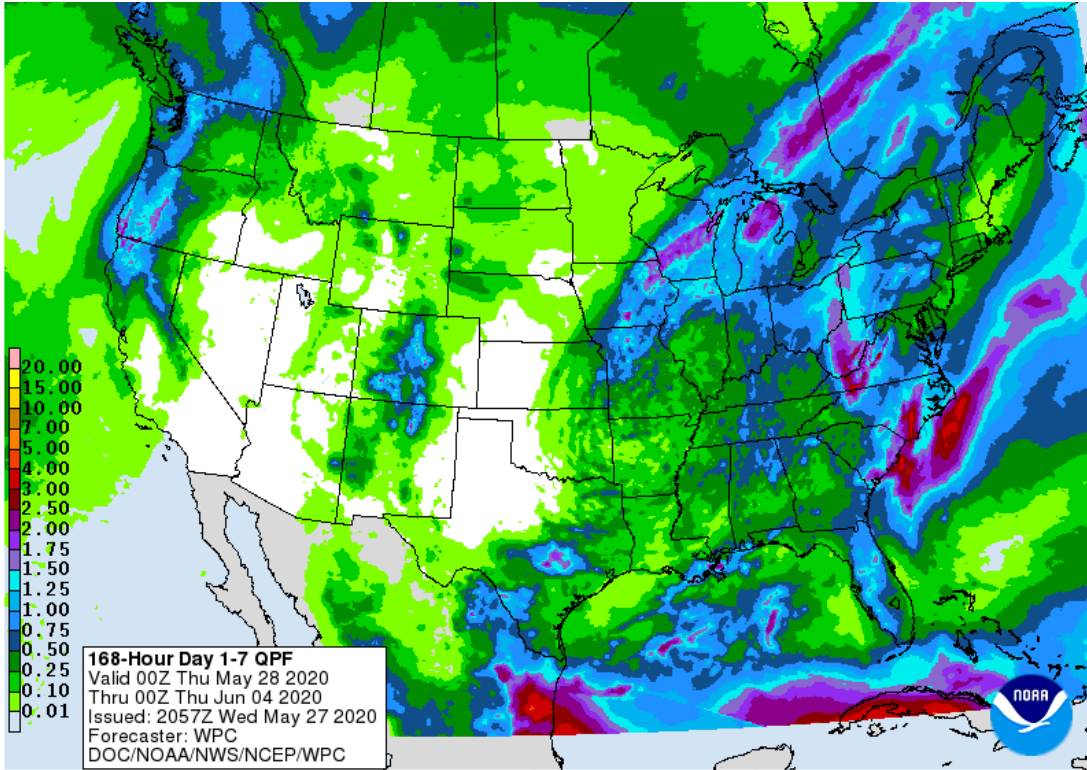 20.00
15.00
10.00
7.00
5.00
4.00
3.00
2.50
2.00
1.75
1.50
1.25
1.00
0.75
0.50
0.25
0.10
0.01
168-Hour Day 1-7 QPF
Valid 00Z Thu May 28 2020
Thru 00Z Thu Jun 04 2020
Issued: 2057Z Wed May 27 2020
Forecaster: WPC
DOC/NOAA/NWS/NCEP/WPC
NOAA